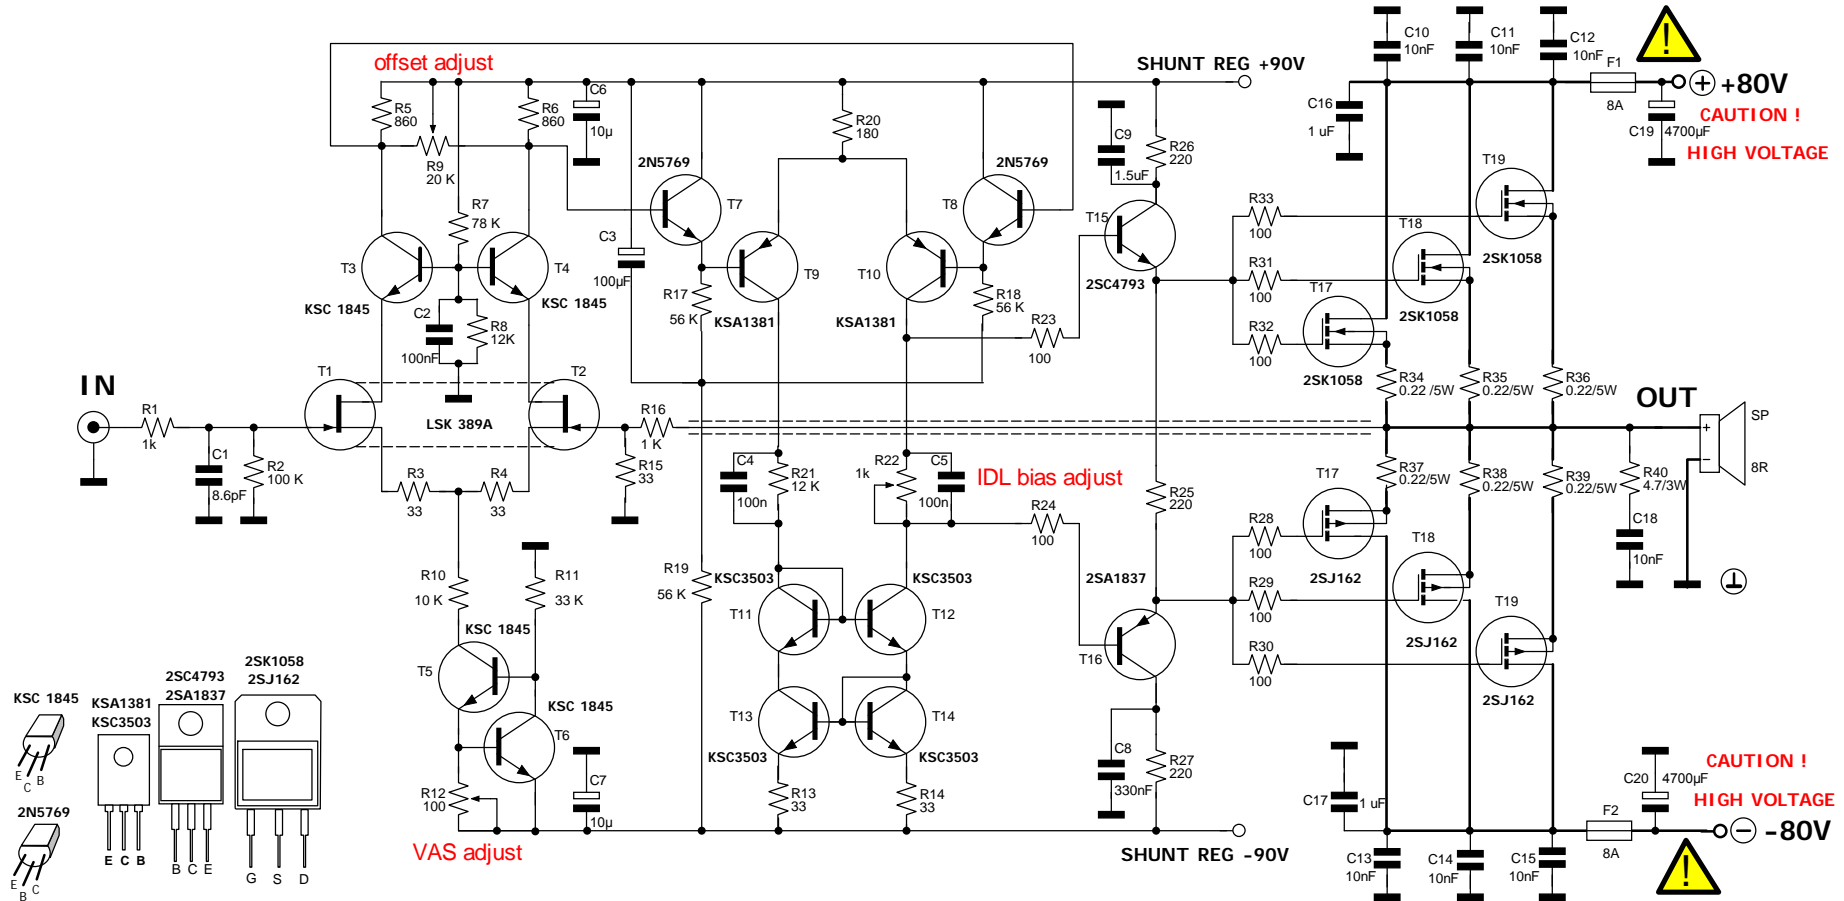 offset adjust
SHUNT REG +90V
C10
10nF
C11
10nF
C12
10nF
F1
8A
+80V
CAUTION !
HIGH VOLTAGE
C19
4700µF
C16
1 uF
R5
860
R6
860
C6
10µ
R9
20 K
R7
78 K
2N5769
T7
R20
180
2N5769
T8
C9
1.5uF
R26
220
T15
2SC4793
T19
2SK1058
T18
2SK1058
T17
2SK1058
R33
100
R31
100
R32
100
T3
KSC 1845
T4
KSC 1845
C3
100µF
C2
100nF
R8
12K
R17
56 K
T9
KSA1381
T10
KSA1381
R18
56 K
R23
100
IN
R1
1k
T1
T2
LSK 389A
R16
1 K
R34
0.22 /5W
R35
0.22/5W
R36
0.22/5W
OUT
SP
+
−
8R
C1
8.6pF
R2
100 K
R3
33
R4
33
R15
33
C4
100n
R21
12 K
R22
1k
C5
100n
IDL bias adjust
R24
100
R25
220
R37
0.22/5W
R38
0.22/5W
R39
0.22/5W
R40
4.7/3W
C18
10nF
T17
2SJ162
T18
2SJ162
T19
2SJ162
R28
100
R29
100
R30
100
R10
10 K
R11
33 K
KSC 1845
T5
KSC 1845
T6
R19
56 K
KSC3503
T11
KSC3503
T12
T13
KSC3503
T14
KSC3503
2SA1837
T16
R12
100
C7
10µ
R13
33
R14
33
C8
330nF
R27
220
VAS adjust
SHUNT REG -90V
C17
1 uF
C13
10nF
C14
10nF
C15
10nF
F2
8A
C20
4700µF
CAUTION !
HIGH VOLTAGE
-80V
KSC 1845
E
C
B
2N5769
E
B
C
KSA1381
KSC3503
E C B
2SC4793
2SA1837
B C E
2SK1058
2SJ162
G S D
!
!